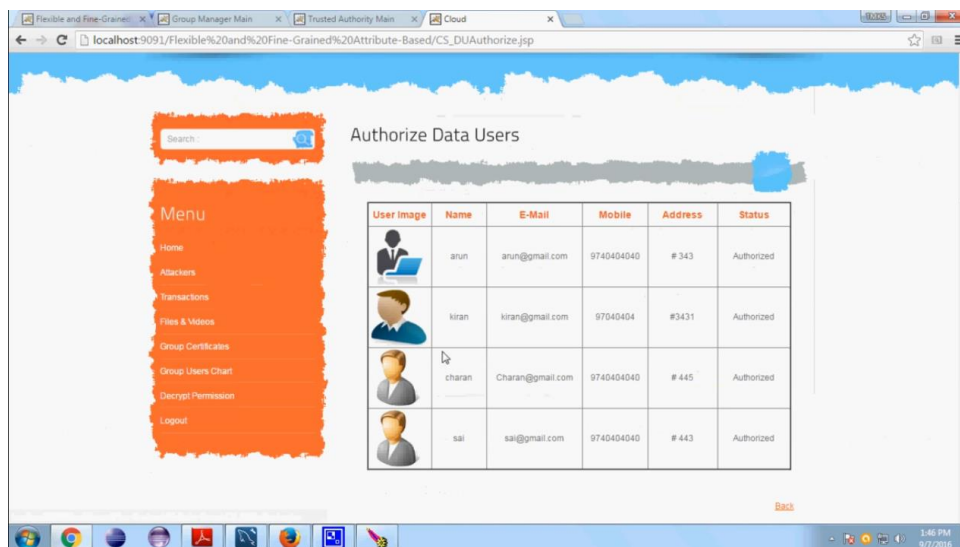 Flexible and Fine-Grained
Group Manager Main
Trusted Authority Main
Cloud
localhost:9091/Flexible%20and%20Fine-Grained%20Attribute-Based/CS_DUAuthorize.jsp
Search :
Authorize Data Users
Menu
Home
Attackers
Transactions
Files & Videos
Group Certificates
Group Users Chart
Decrypt Permission
Logout
User Image Name E-Mail Mobile Address Status
arun arun@gmail.com 9740404040 # 343 Authorized
kiran kiran@gmail.com 97040404 #3431 Authorized
charan Charan@gmail.com 9740404040 # 445 Authorized
sai sai@gmail.com 9740404040 # 443 Authorized
Back
1:46 PM
9/7/2016